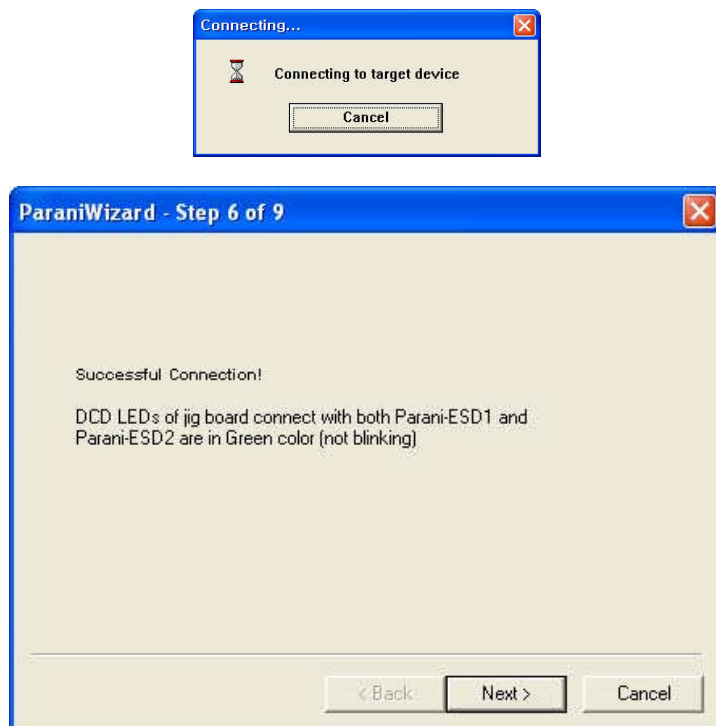 Connecting...
Connecting to target device
Cancel
ParaniWizard - Step 6 of 9
Successful Connection!
DCD LEDs of jig board connect with both Parani-ESD1 and
Parani-ESD2 are in Green color (not blinking)
< Back Next > Cancel